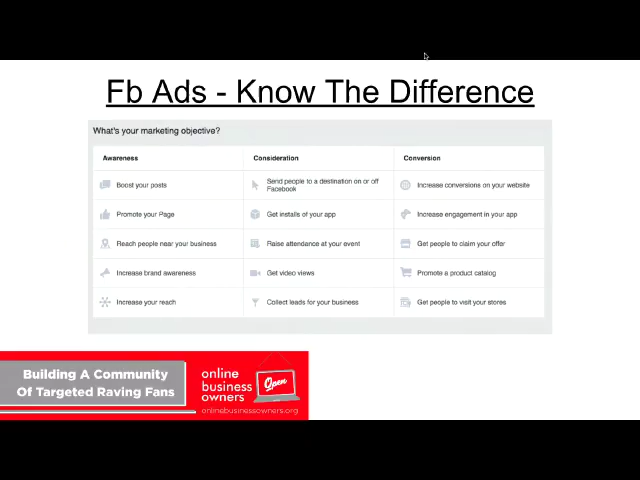 Fb Ads - Know The Difference
What's your marketing objective?
Awareness
Consideration
Conversion
Boost your posts
Send people to a destination on or off
Facebook
Increase conversions on your website
Promote your Page
Get installs of your app
Increase engagement in your app
Reach people near your business
Raise attendance at your event
Get people to claim your offer
Increase brand awareness
Get video views
Promote a product catalog
Increase your reach
Collect leads for your business
Get people to visit your stores
Building A Community
Of Targeted Raving Fans
online
business
owners
Open
onlinebusinessowners.org